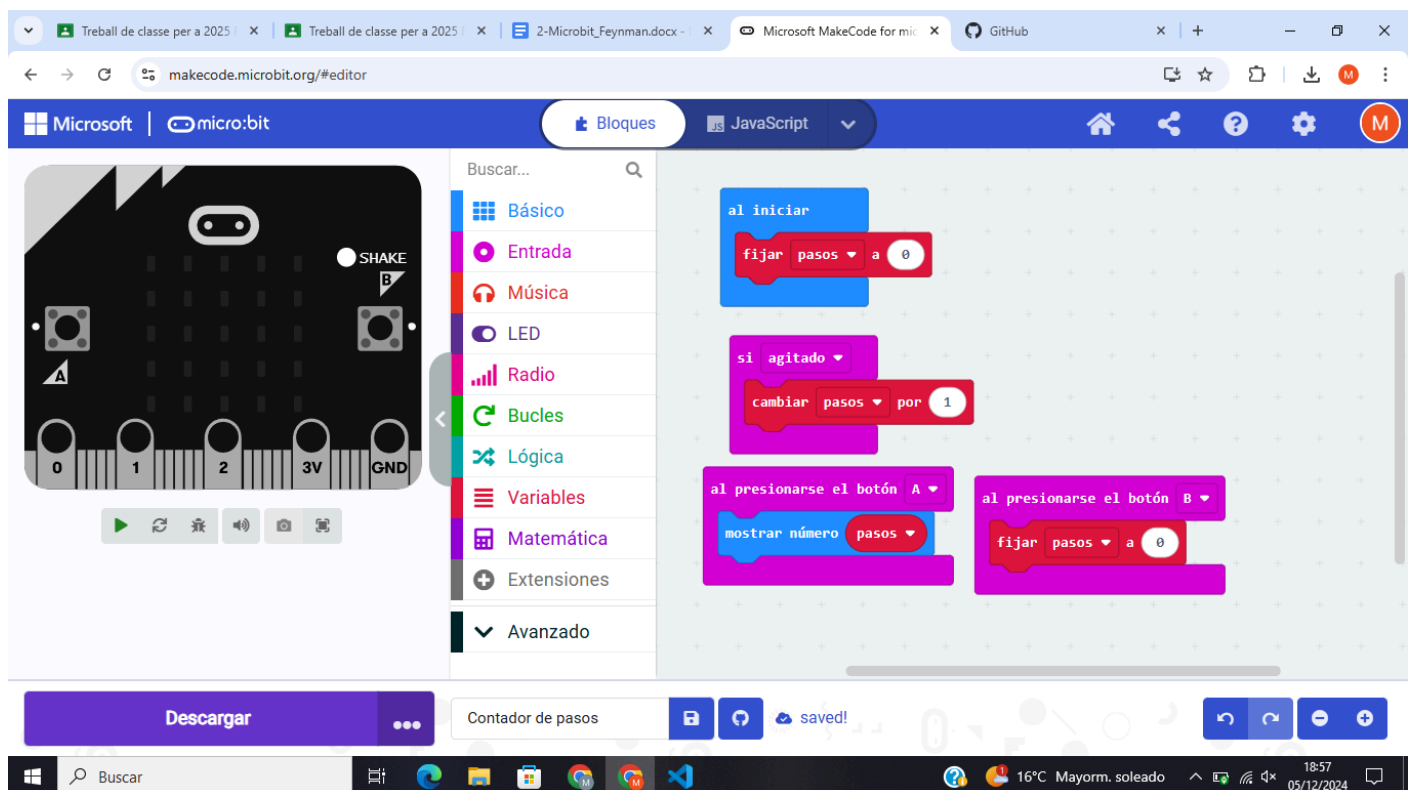 Treball de classe per a 2025
Treball de classe per a 2025
2-Microbit_Feynman.docx -
Microsoft MakeCode for mic
GitHub
makecode.microbit.org/#editor
M
Microsoft
micro:bit
Bloques
JS JavaScript
M
SHAKE
B
A
0 1 2 3V GND
Buscar...
Básico
Entrada
Música
LED
Radio
Bucles
Lógica
Variables
Matemática
Extensiones
Avanzado
al iniciar
fijar pasos a 0
si agitado
cambiar pasos por 1
al presionarse el botón A
mostrar número pasos
al presionarse el botón B
fijar pasos a 0
Descargar
Contador de pasos
saved!
Buscar
16°C Mayorm. soleado
18:57
05/12/2024